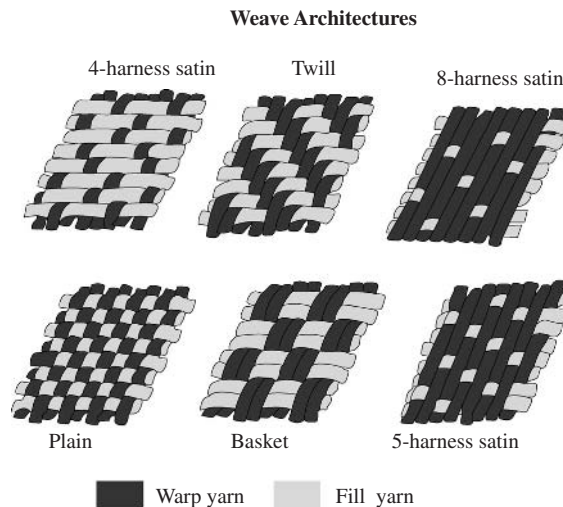 Weave Architectures
4-harness satin
Twill
8-harness satin
Plain
Basket
5-harness satin
Warp yarn
Fill yarn